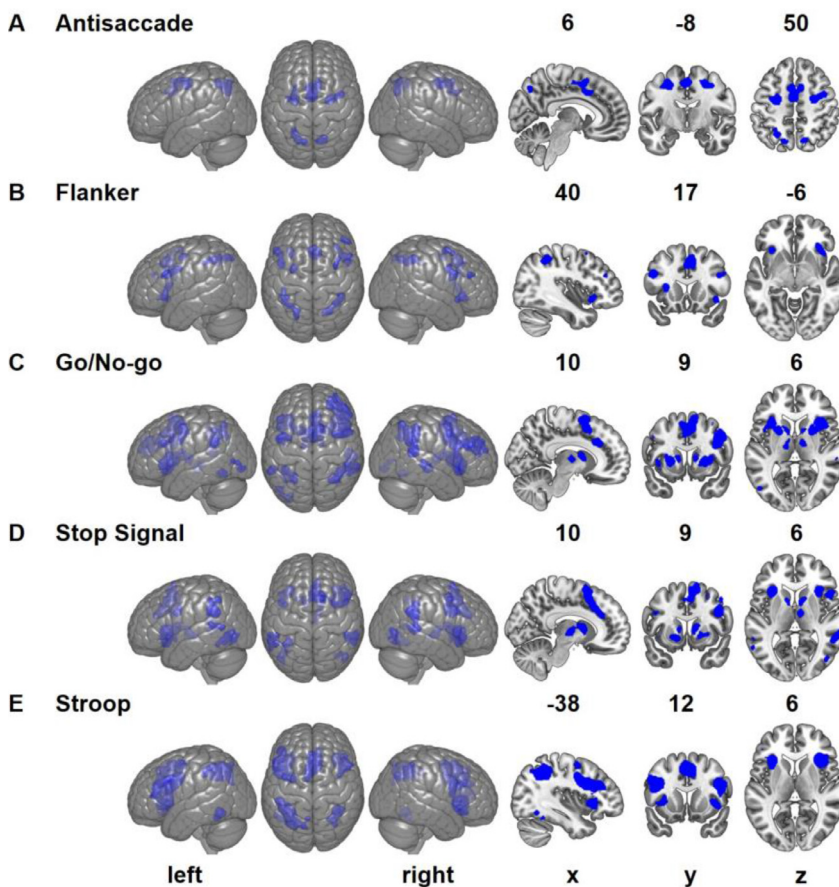 A Antisaccade 6 -8 50
B Flanker 40 17 -6
C Go/No-go 10 9 6
D Stop Signal 10 9 6
E Stroop -38 12 6
left right x y z